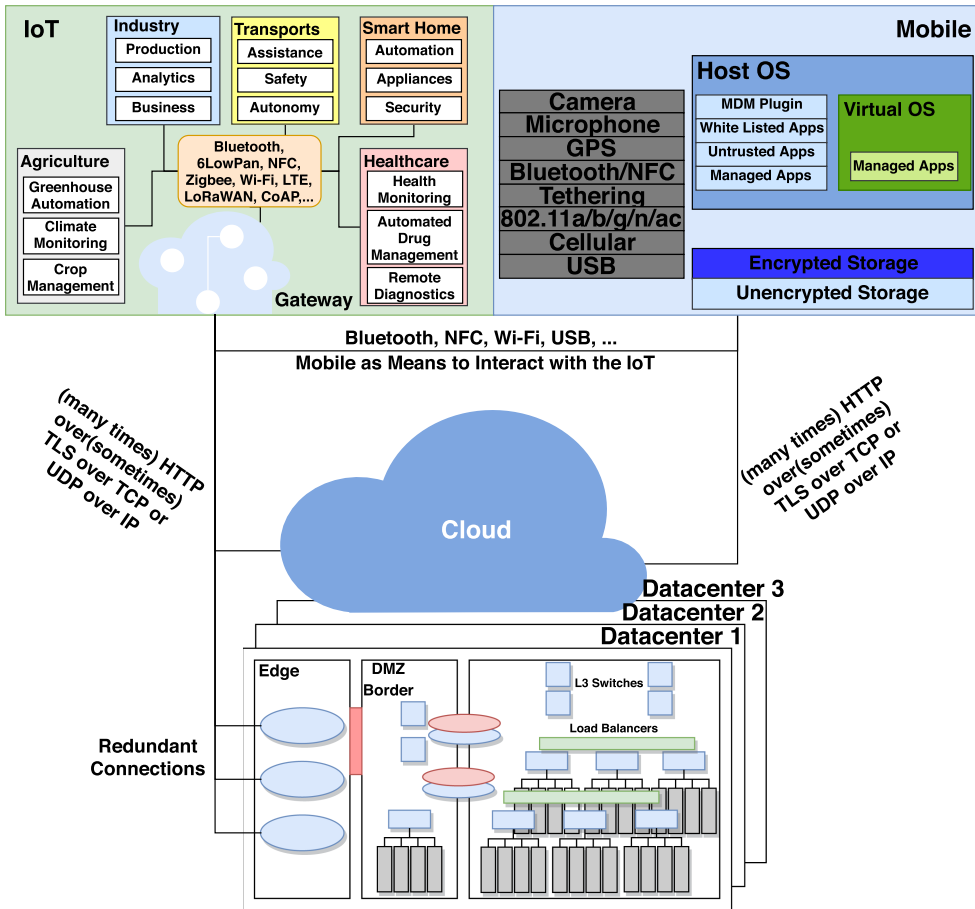 IoT
Industry
Production
Analytics
Business
Transports
Assistance
Safety
Autonomy
Smart Home
Automation
Appliances
Security
Bluetooth,
6LowPan, NFC,
Zigbee, Wi-Fi, LTE,
LoRaWAN, CoAP,...
Agriculture
Greenhouse
Automation
Climate
Monitoring
Crop
Management
Healthcare
Health
Monitoring
Automated
Drug
Management
Remote
Diagnostics
Gateway
Mobile
Camera
Microphone
GPS
Bluetooth/NFC
Tethering
802.11a/b/g/n/ac
Cellular
USB
Host OS
MDM Plugin
White Listed Apps
Untrusted Apps
Managed Apps
Virtual OS
Managed Apps
Encrypted Storage
Unencrypted Storage
Bluetooth, NFC, Wi-Fi, USB, ...
Mobile as Means to Interact with the IoT
(many times) HTTP
over(sometimes)
TLS over TCP or
UDP over IP
(many times) HTTP
over(sometimes)
TLS over TCP or
UDP over IP
Cloud
Datacenter 3
Datacenter 2
Datacenter 1
Edge
DMZ
Border
L3 Switches
Load Balancers
Redundant
Connections